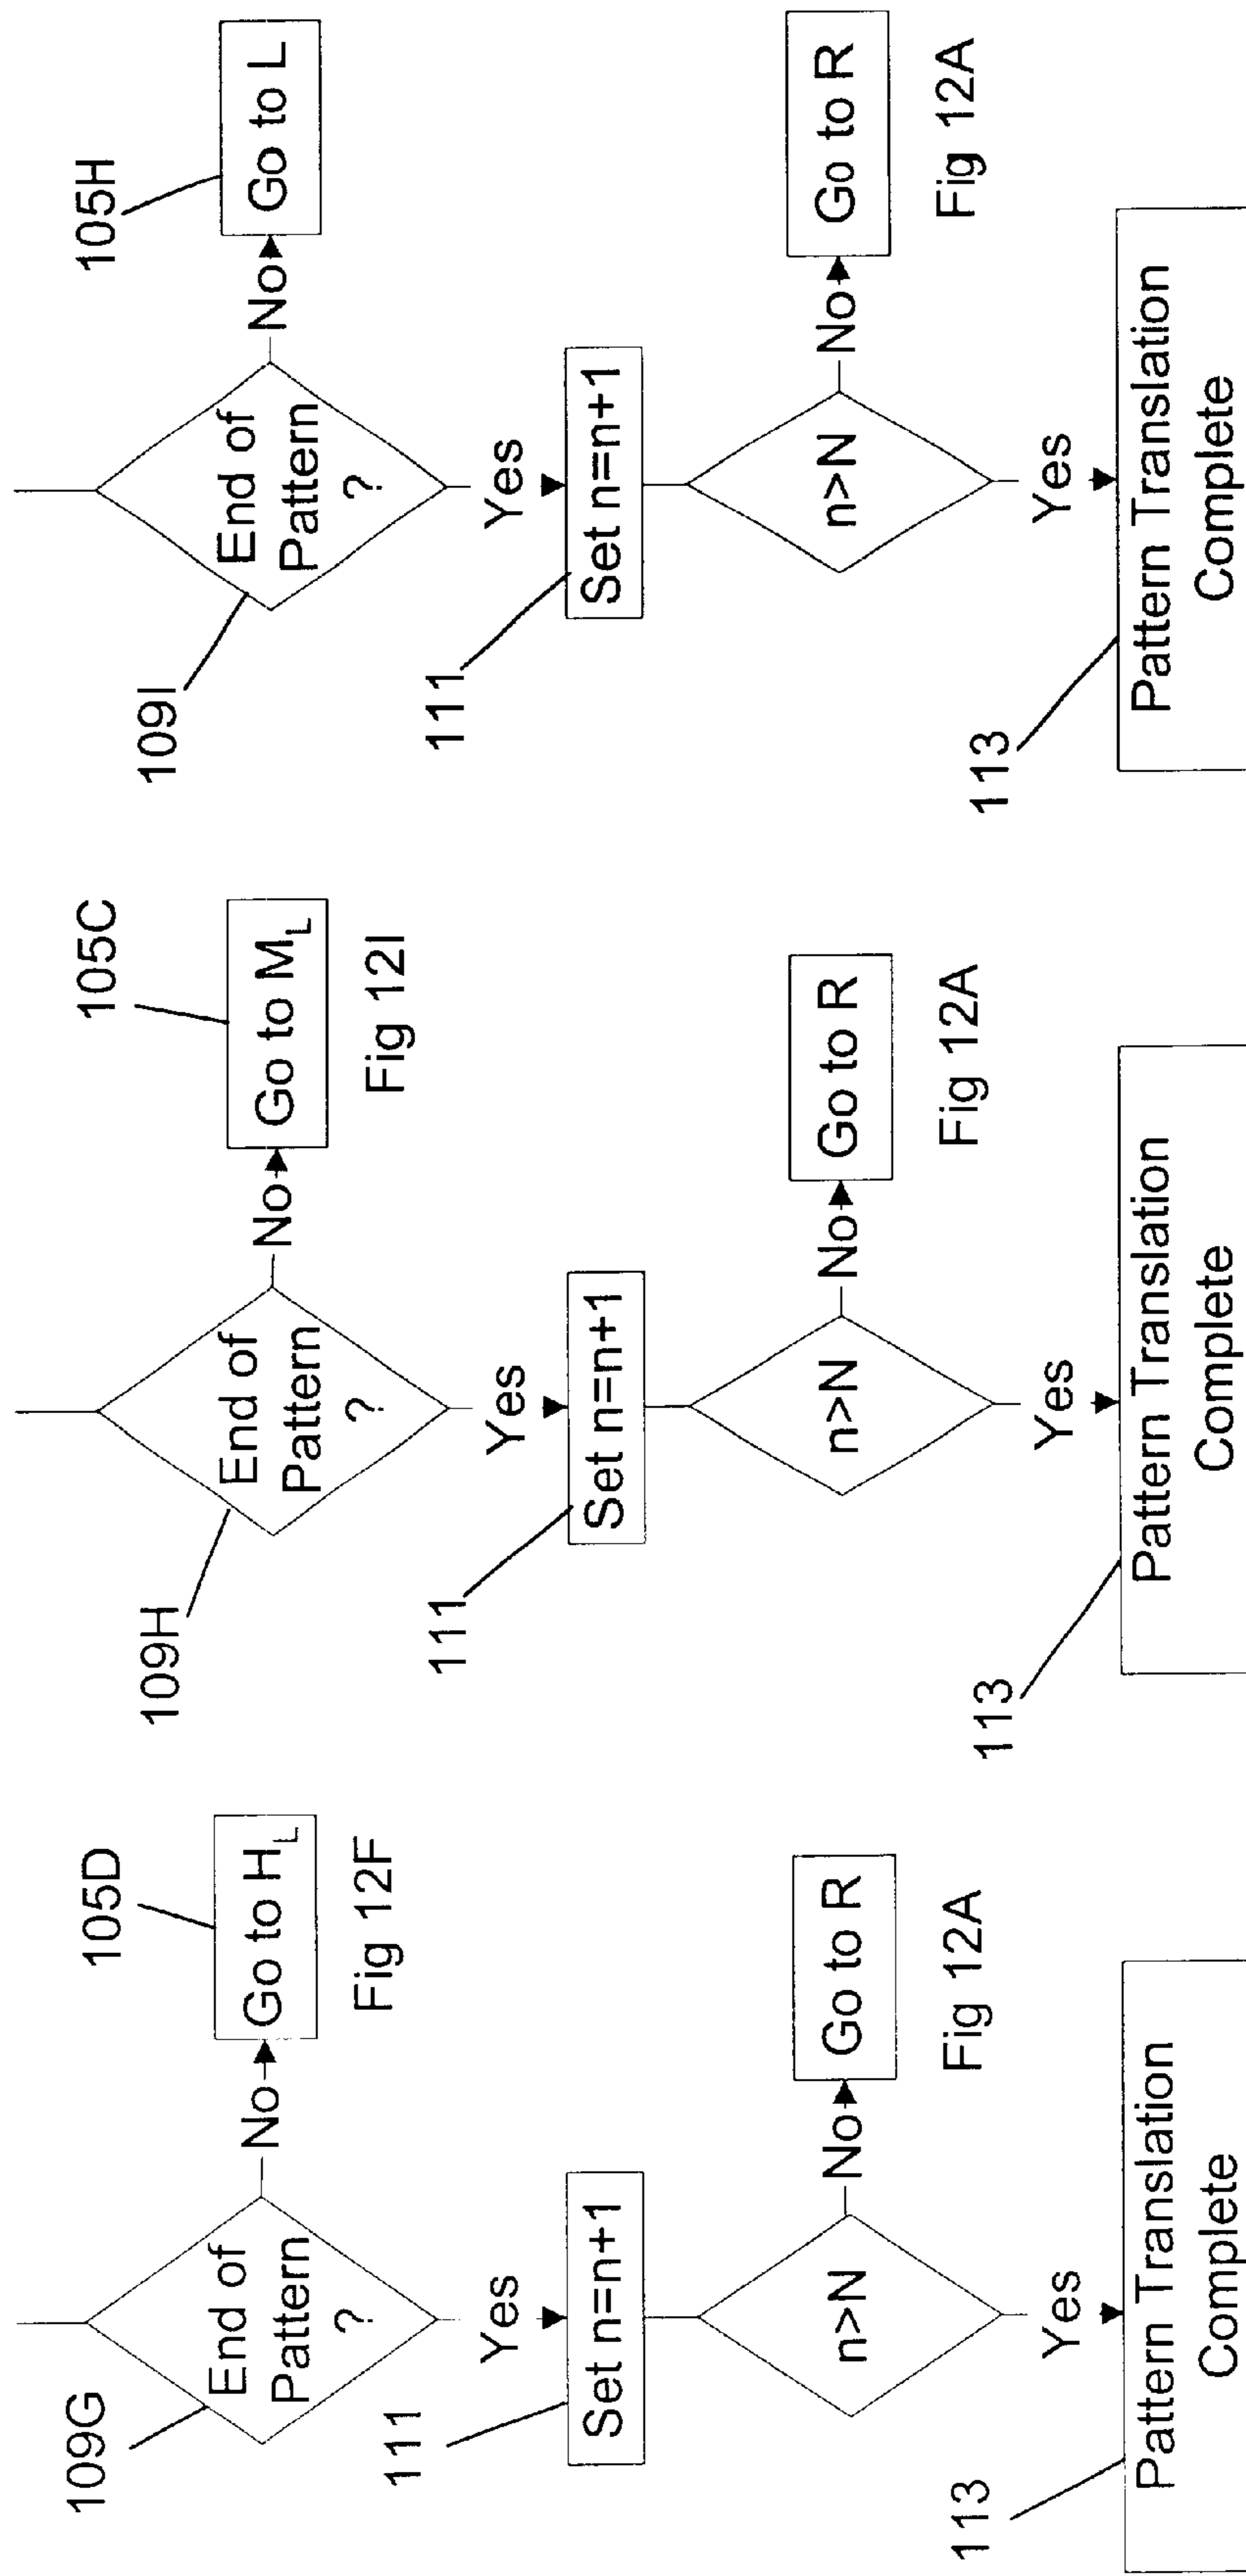 109G
End of
Pattern
?
No
Go to H_L
105D
Fig 12F
Yes
111
Set n=n+1
n>N
No
Go to R
Fig 12A
Yes
113
Pattern Translation
Complete
109H
End of
Pattern
?
No
Go to M_L
105C
Fig 12I
Yes
111
Set n=n+1
n>N
No
Go to R
Fig 12A
Yes
113
Pattern Translation
Complete
109I
End of
Pattern
?
No
Go to L
105H
Yes
111
Set n=n+1
n>N
No
Go to R
Fig 12A
Yes
113
Pattern Translation
Complete